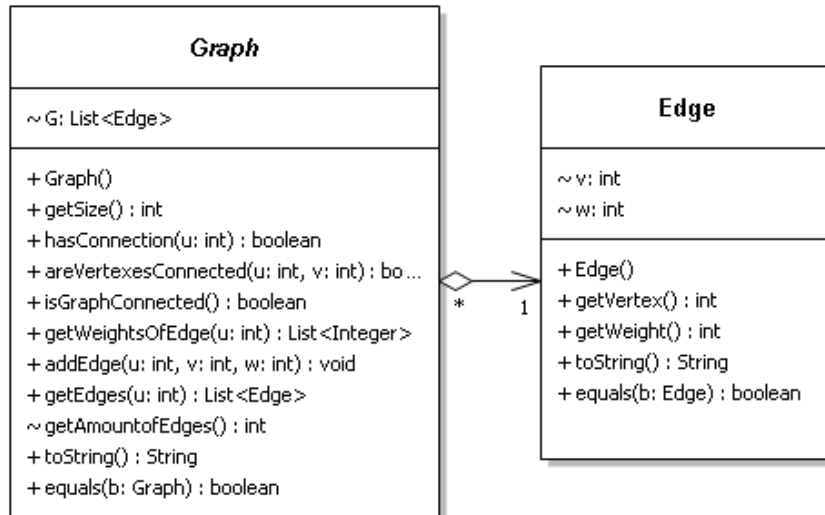 Graph
~ G: List<Edge>
+ Graph()
+ getSize() : int
+ hasConnection(u: int) : boolean
+ areVertexesConnected(u: int, v: int) : bo...
+ isGraphConnected() : boolean
+ getWeightsOfEdge(u: int) : List<Integer>
+ addEdge(u: int, v: int, w: int) : void
+ getEdges(u: int) : List<Edge>
~ getAmountofEdges() : int
+ toString() : String
+ equals(b: Graph) : boolean
* 1
Edge
~ v: int
~ w: int
+ Edge()
+ getVertex() : int
+ getWeight() : int
+ toString() : String
+ equals(b: Edge) : boolean